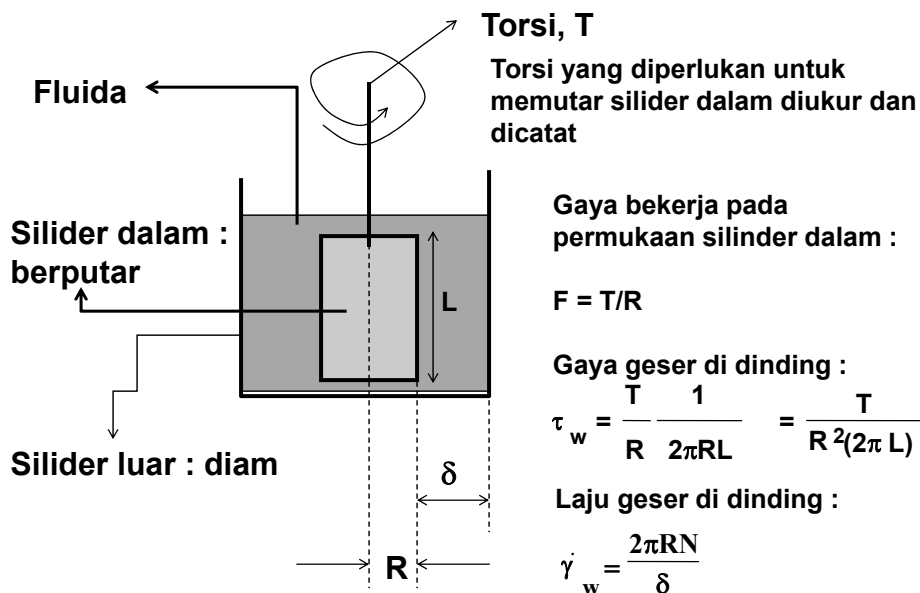 Torsi, T
Torsi yang diperlukan untuk
memutar silider dalam diukur dan
dicatat
Fluida
Silider dalam :
berputar
L
Silider luar : diam
δ
R
Gaya bekerja pada
permukaan silinder dalam :
F = T/R
Gaya geser di dinding :
τ w = T/R 1/2πRL = T/R ²(2π L)
Laju geser di dinding :
γ̇ w = 2πRN/δ